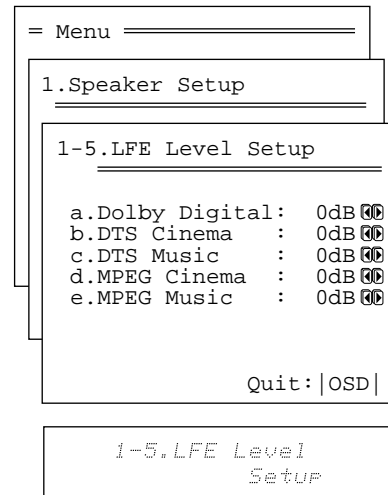 = Menu
1.Speaker Setup
1-5.LFE Level Setup
a.Dolby Digital: 0dB
b.DTS Cinema : 0dB
c.DTS Music : 0dB
d.MPEG Cinema : 0dB
e.MPEG Music : 0dB
Quit:|OSD|
1-5.LFE Level
Setup